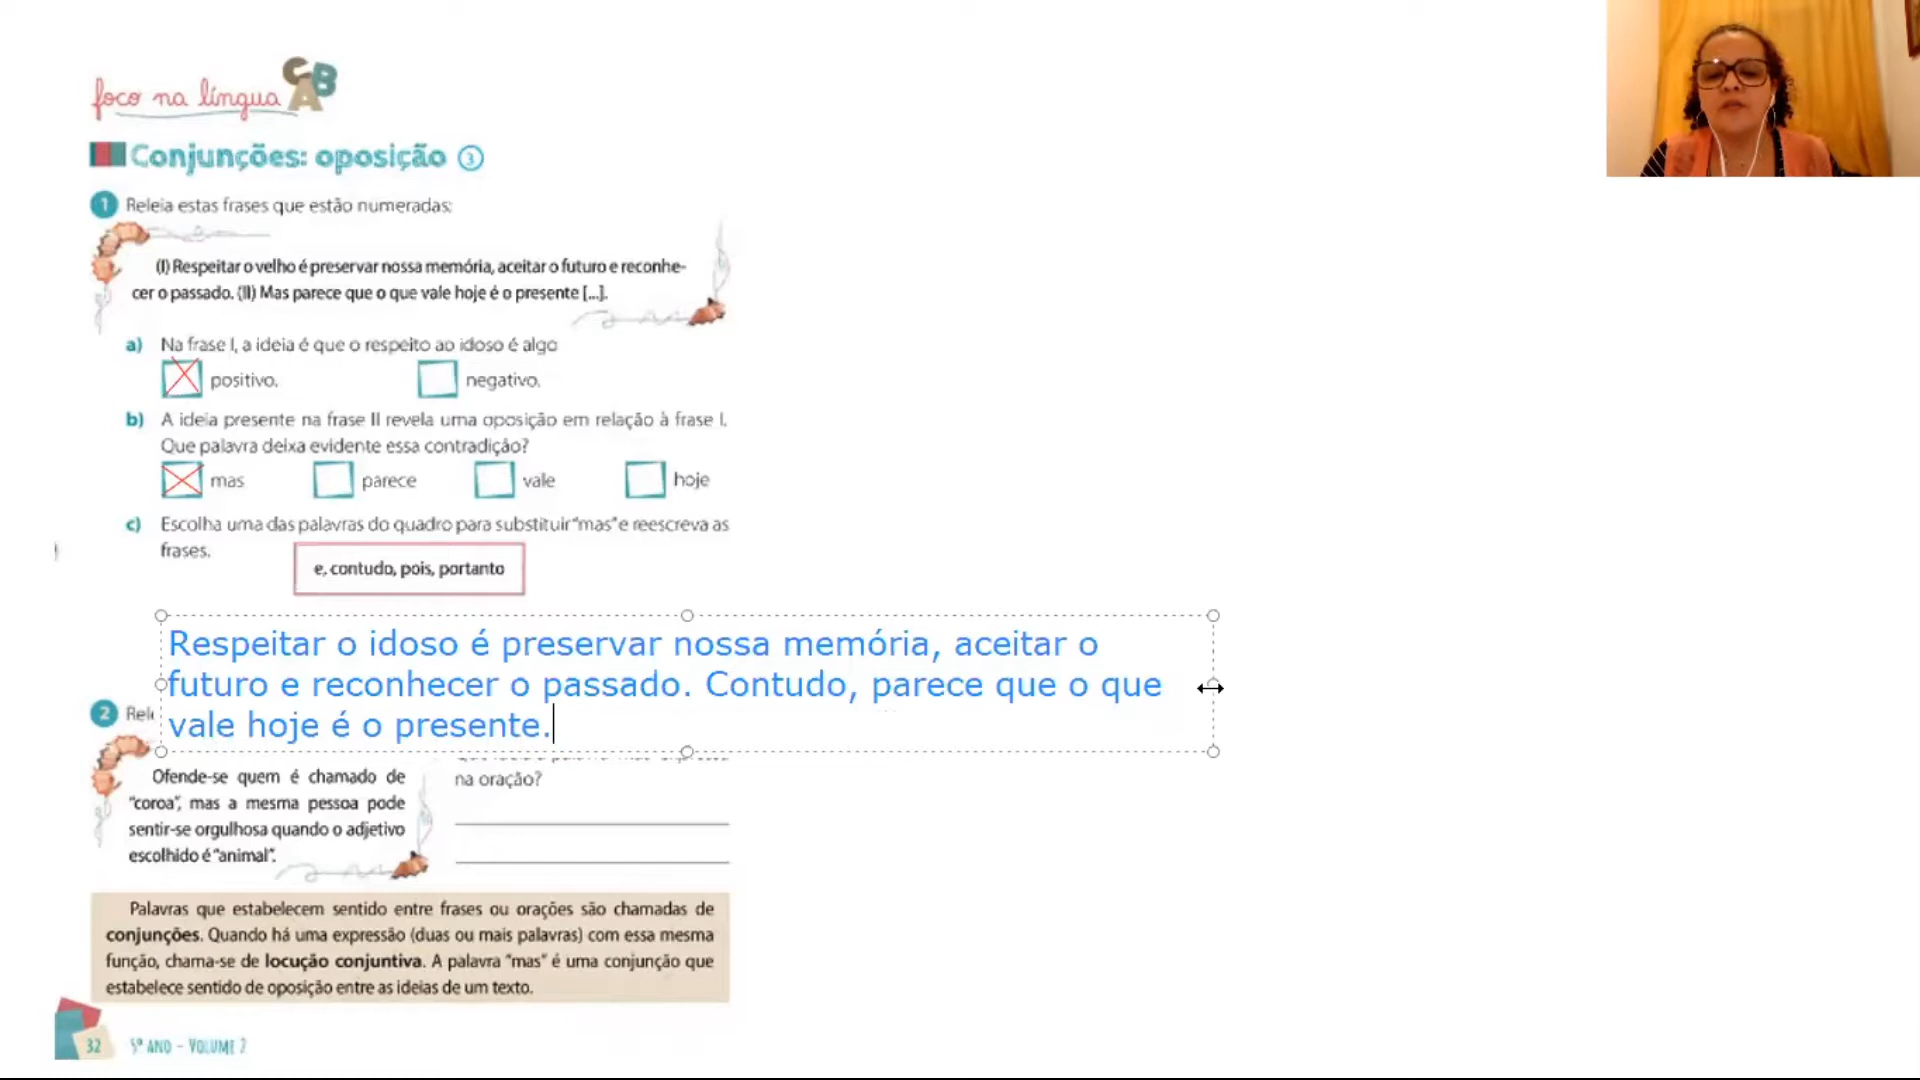 foco na língua
CAB
Conjunções: oposição 3
1 Releia estas frases que estão numeradas:
(I) Respeitar o velho é preservar nossa memória, aceitar o futuro e reconhe-
cer o passado. (II) Mas parece que o que vale hoje é o presente [...].
a) Na frase I, a ideia é que o respeito ao idoso é algo
positivo. negativo.
b) A ideia presente na frase II revela uma oposição em relação à frase I.
Que palavra deixa evidente essa contradição?
mas parece vale hoje
c) Escolha uma das palavras do quadro para substituir "mas" e reescreva as
frases.
e, contudo, pois, portanto
Respeitar o idoso é preservar nossa memória, aceitar o
futuro e reconhecer o passado. Contudo, parece que o que
vale hoje é o presente.
2
Ofende-se quem é chamado de
"coroa", mas a mesma pessoa pode
sentir-se orgulhosa quando o adjetivo
escolhido é "animal".
na oração?
Palavras que estabelecem sentido entre frases ou orações são chamadas de
conjunções. Quando há uma expressão (duas ou mais palavras) com essa mesma
função, chama-se de locução conjuntiva. A palavra "mas" é uma conjunção que
estabelece sentido de oposição entre as ideias de um texto.
32 5º ANO - VOLUME 2